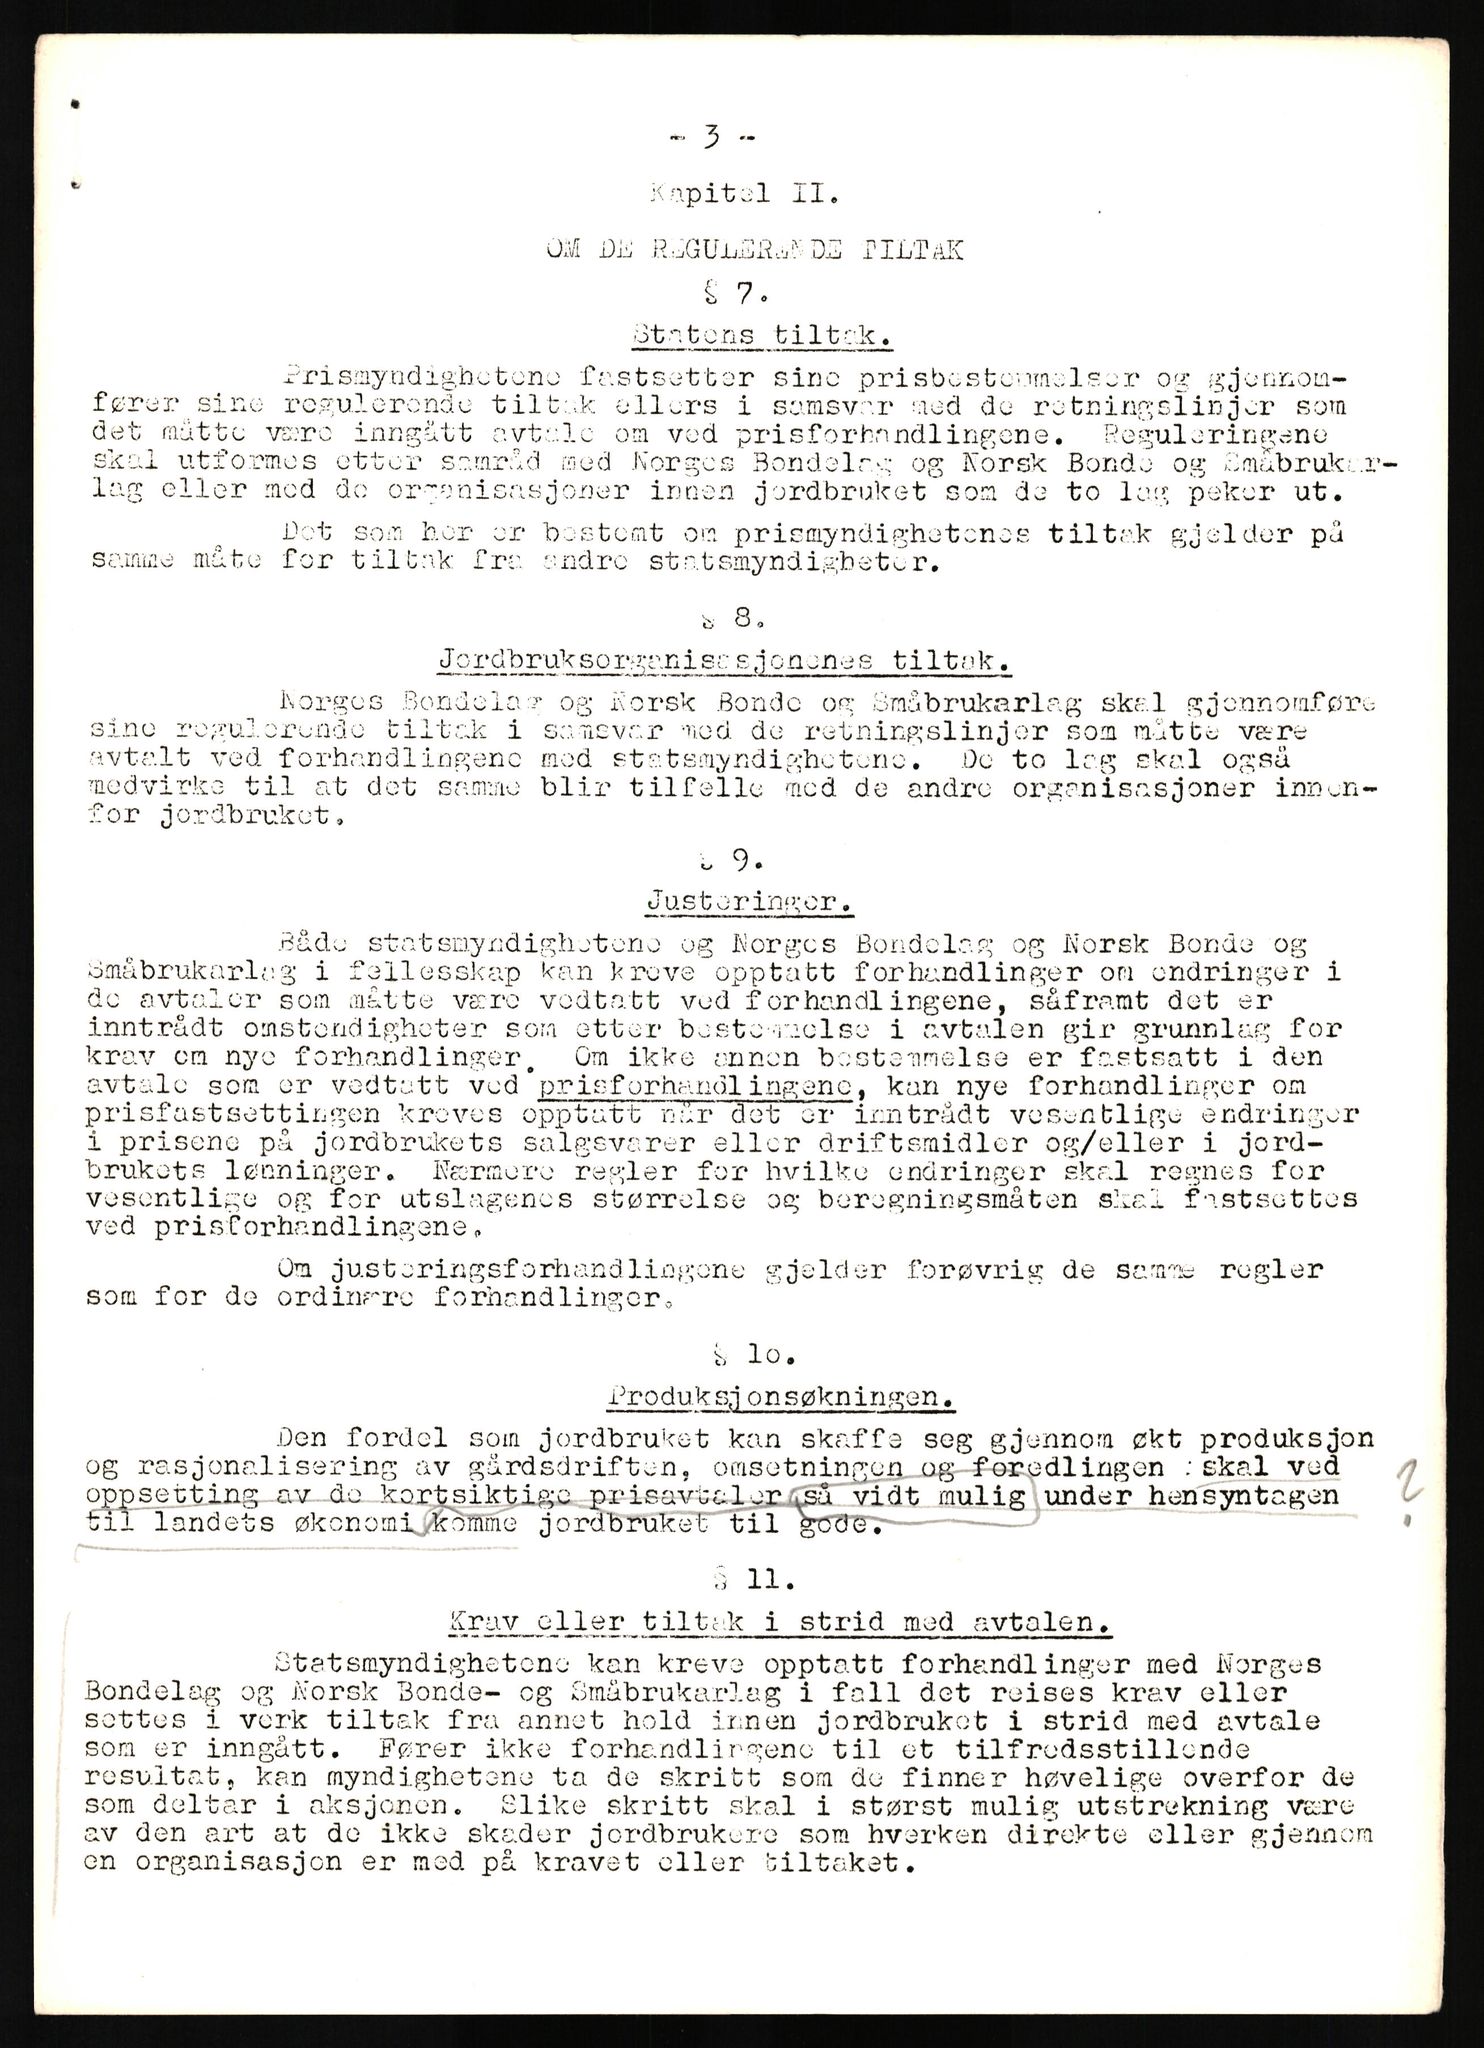 - 3 -
Kapitel II.
OM DE REGULERENDE TILTAK
§ 7.
Statens tiltak.
Prismyndighetene fastsetter sine prisbestemmelser og gjennom-
fører sine regulerende tiltak ellers i samsvar med de retningslinjer som
det måtte være inngått avtale om ved prisforhandlingene. Reguleringene
skal utformes etter samråd med Norges Bondelag og Norsk Bonde og Småbrukar-
lag eller med de organisasjoner innen jordbruket som de to lag peker ut.
Det som her er bestemt om prismyndighetenes tiltak gjelder på
samme måte for tiltak fra andre statsmyndigheter.
§ 8.
Jordbruksorganisasjonenes tiltak.
Norges Bondelag og Norsk Bonde og Småbrukarlag skal gjennomføre
sine regulerende tiltak i samsvar med de retningslinjer som måtte være
avtalt ved forhandlingene med statsmyndighetene. De to lag skal også
medvirke til at det samme blir tilfelle med de andre organisasjoner innen-
for jordbruket.
§ 9.
Justeringer.
Både statsmyndighetene og Norges Bondelag og Norsk Bonde og
Småbrukarlag i fellesskap kan kreve opptatt forhandlinger om endringer i
de avtaler som måtte være vedtatt ved forhandlingene, såframt det er
inntrådt omstendigheter som etter bestemmelse i avtalen gir grunnlag for
krav om nye forhandlinger. Om ikke annen bestemmelse er fastsatt i den
avtale som er vedtatt ved prisforhandlingene, kan nye forhandlinger om
prisfastsettingen kreves opptatt når det er inntrådt vesentlige endringer
i prisene på jordbrukets salgsvarer eller driftsmidler og/eller i jord-
brukets lønninger. Nærmere regler for hvilke endringer skal regnes for
vesentlige og for utslagenes størrelse og beregningsmåten skal fastsettes
ved prisforhandlingene.
Om justeringsforhandlingene gjelder forøvrig de samme regler
som for de ordinære forhandlinger.
§ 10.
Produksjonsøkningen.
Den fordel som jordbruket kan skaffe seg gjennom økt produksjon
og rasjonalisering av gårdsdriften, omsetningen og foredlingen : skal ved
oppsetting av de kortsiktige prisavtaler så vidt mulig under hensyntagen ?
til landets økonomi komme jordbruket til gode.
§ 11.
Krav eller tiltak i strid med avtalen.
Statsmyndighetene kan kreve opptatt forhandlinger med Norges
Bondelag og Norsk Bonde- og Småbrukarlag i fall det reises krav eller
settes i verk tiltak fra annet hold innen jordbruket i strid med avtale
som er inngått. Fører ikke forhandlingene til et tilfredsstillende
resultat, kan myndighetene ta de skritt som de finner høvelige overfor de
som deltar i aksjonen. Slike skritt skal i størst mulig utstrekning være
av den art at de ikke skader jordbrukere som hverken direkte eller gjennom
en organisasjon er med på kravet eller tiltaket.